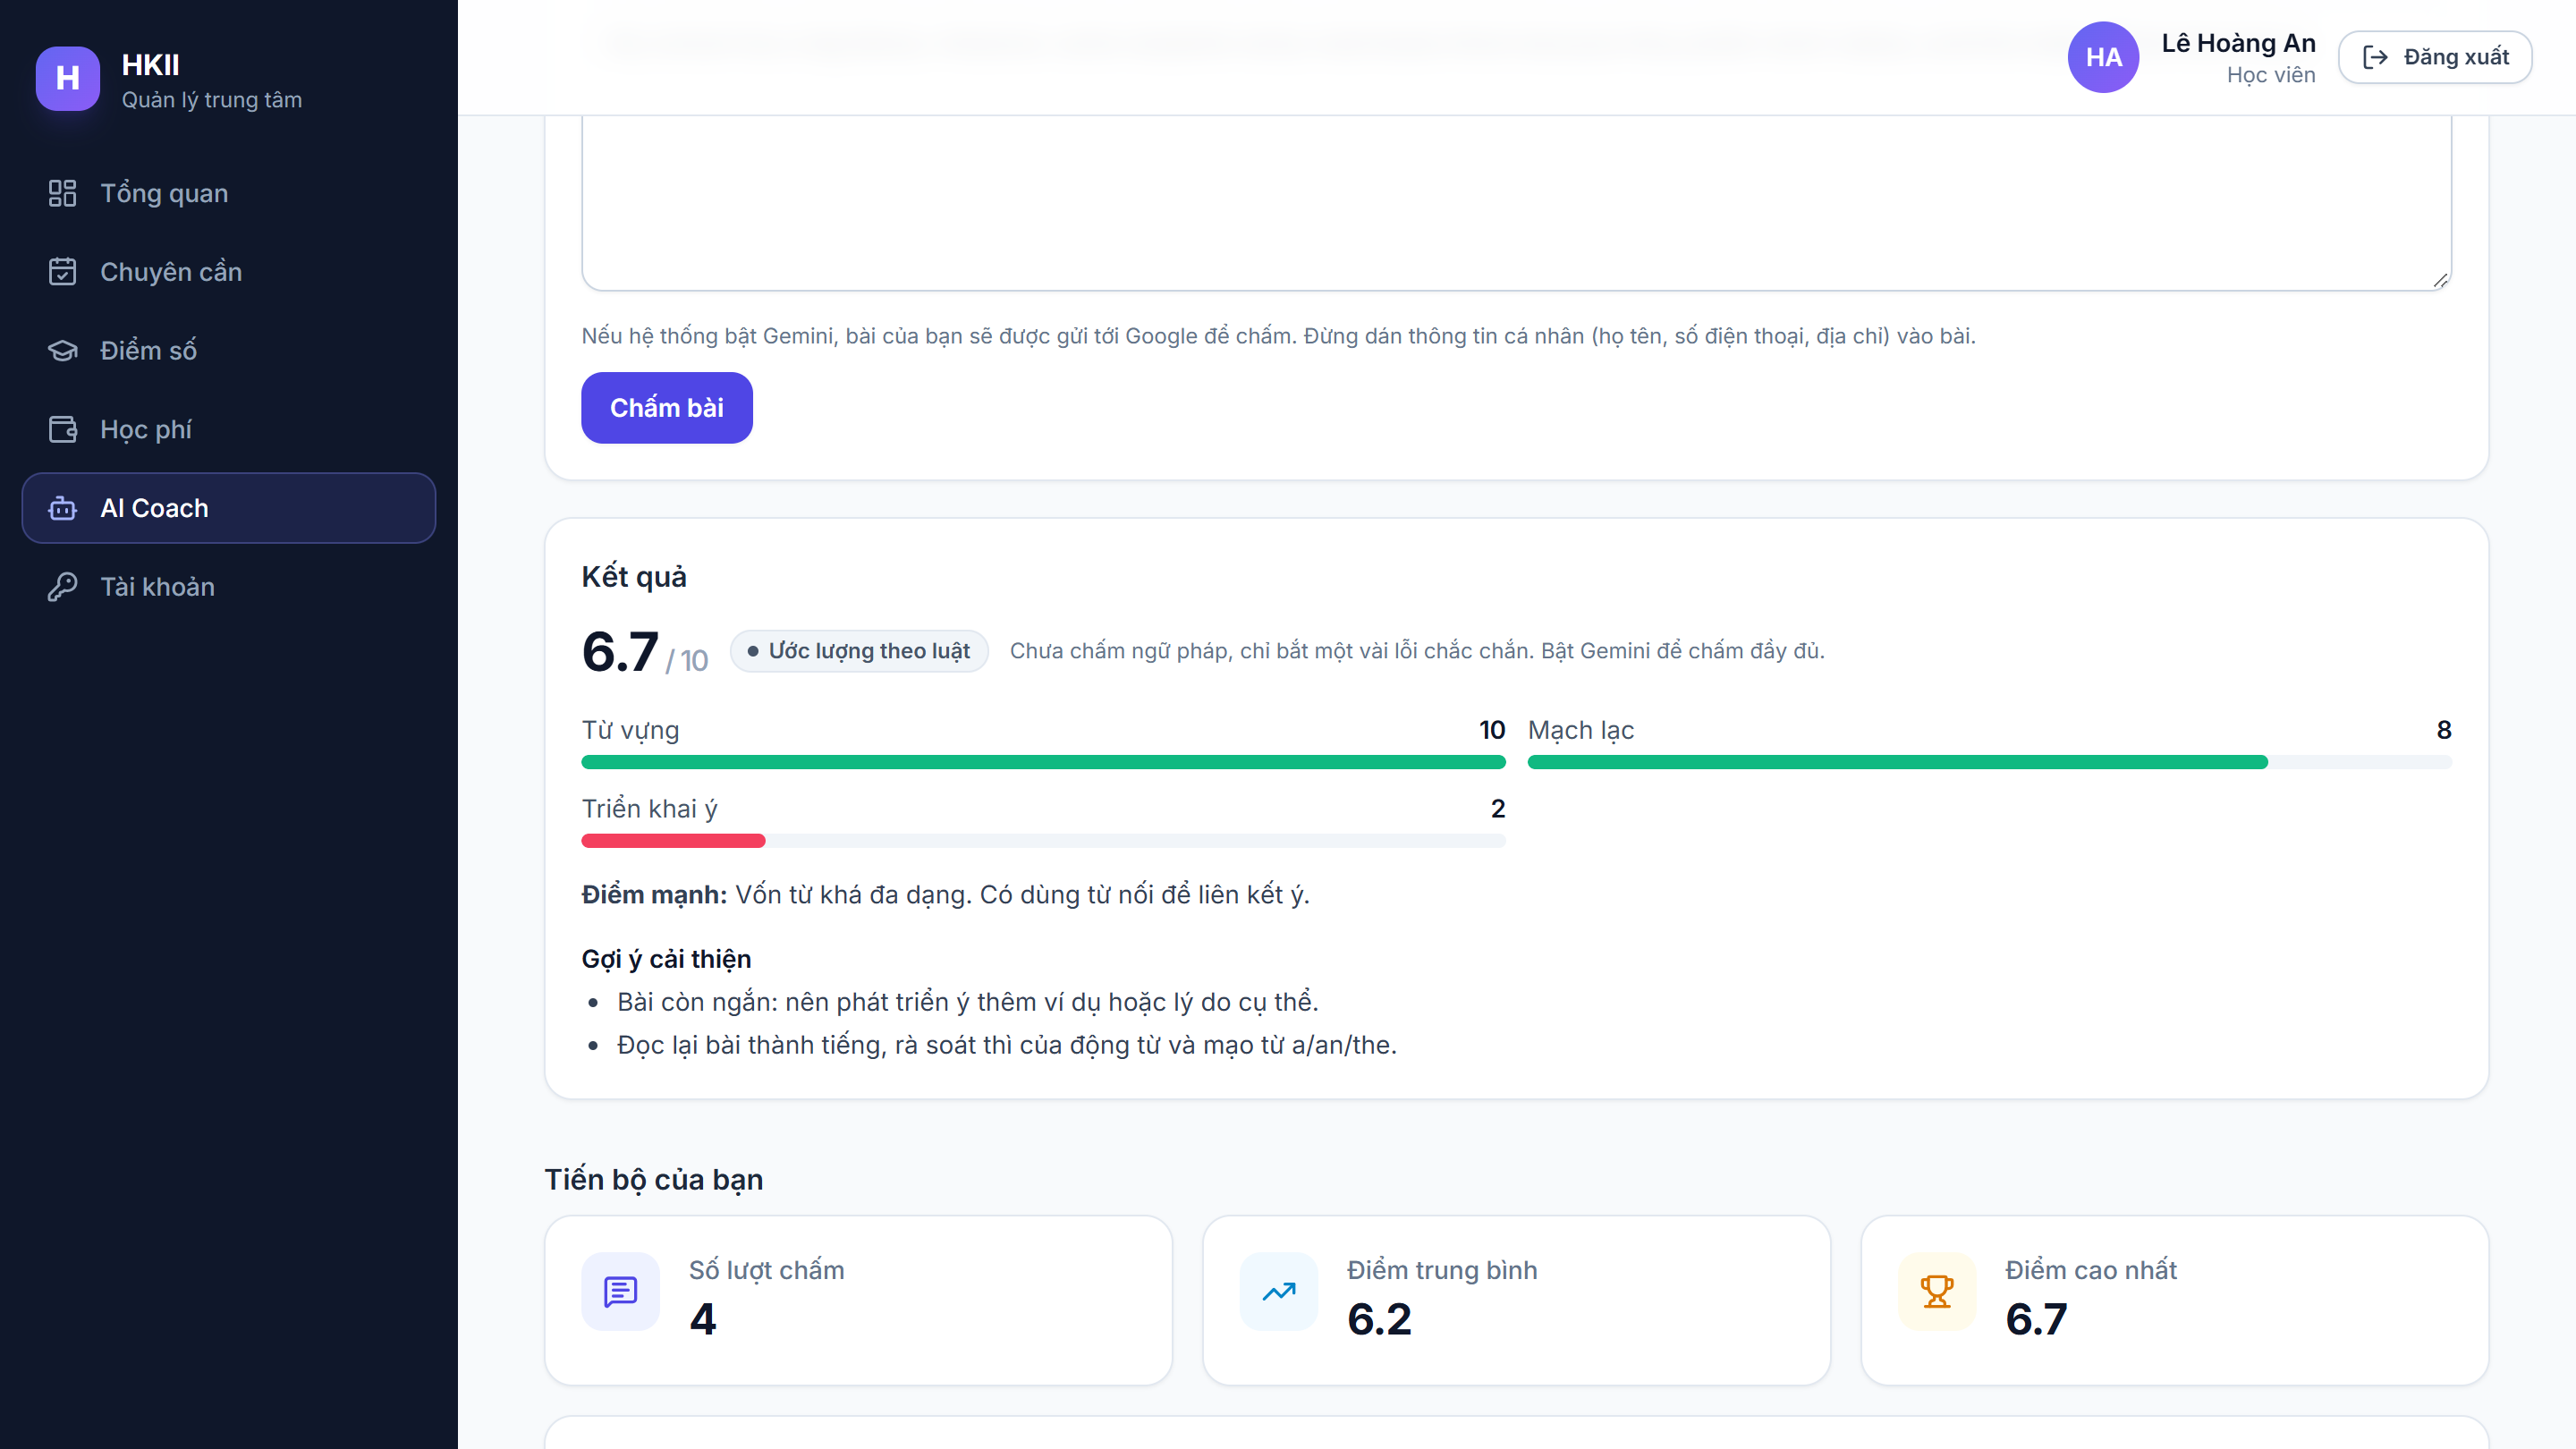 H
HKII
Quản lý trung tâm
Tổng quan
Chuyên cần
Điểm số
Học phí
AI Coach
Tài khoản
HA
Lê Hoàng An
Học viên
Đăng xuất
Nếu hệ thống bật Gemini, bài của bạn sẽ được gửi tới Google để chấm. Đừng dán thông tin cá nhân (họ tên, số điện thoại, địa chỉ) vào bài.
Chấm bài
Kết quả
6.7 / 10 Ước lượng theo luật Chưa chấm ngữ pháp, chỉ bắt một vài lỗi chắc chắn. Bật Gemini để chấm đầy đủ.
Từ vựng 10 Mạch lạc 8
Triển khai ý 2
Điểm mạnh: Vốn từ khá đa dạng. Có dùng từ nối để liên kết ý.
Gợi ý cải thiện
Bài còn ngắn: nên phát triển ý thêm ví dụ hoặc lý do cụ thể.
Đọc lại bài thành tiếng, rà soát thì của động từ và mạo từ a/an/the.
Tiến bộ của bạn
Số lượt chấm
4
Điểm trung bình
6.2
Điểm cao nhất
6.7